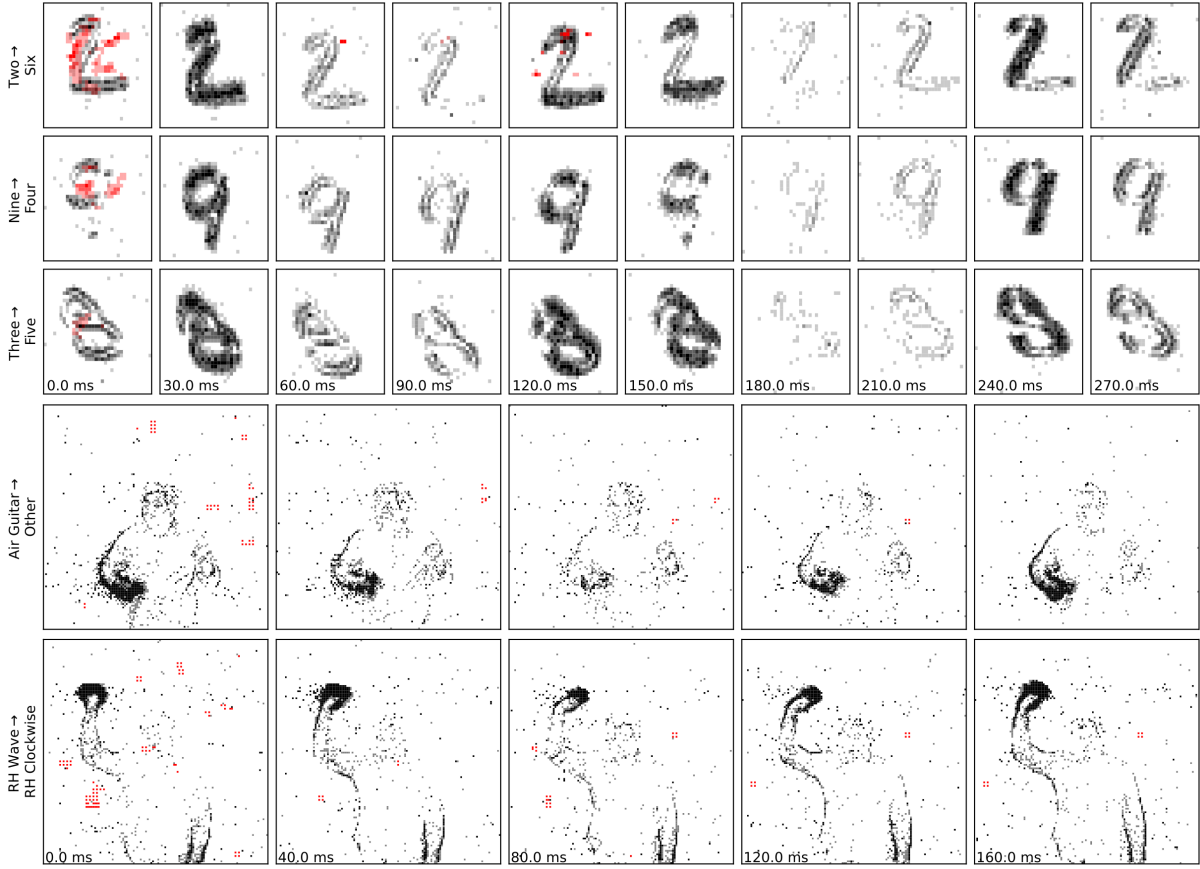 Two→
Six
Nine→
Four
Three→
Five
0.0 ms
30.0 ms
60.0 ms
90.0 ms
120.0 ms
150.0 ms
180.0 ms
210.0 ms
240.0 ms
270.0 ms
Air Guitar→
Other
RH Wave→
RH Clockwise
0.0 ms
40.0 ms
80.0 ms
120.0 ms
160.0 ms